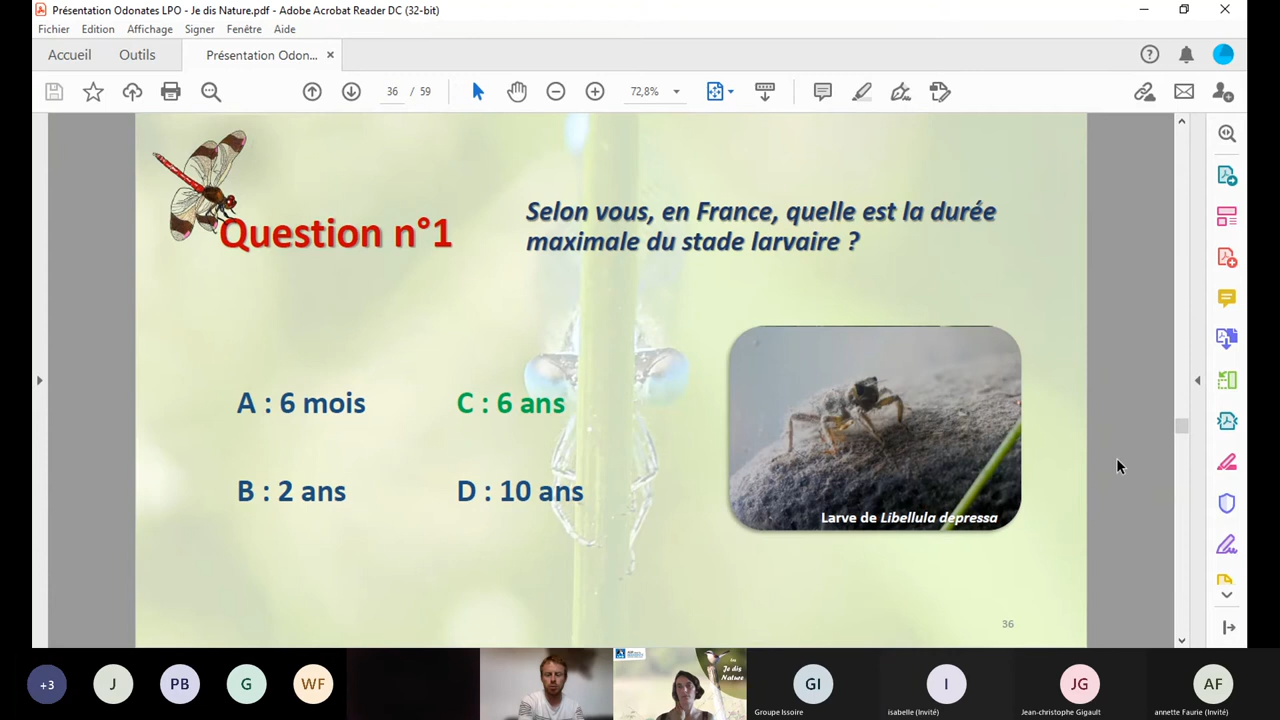 Présentation Odonates LPO - Je dis Nature.pdf - Adobe Acrobat Reader DC (32-bit)
Fichier Edition Affichage Signer Fenêtre Aide
Accueil Outils Présentation Odon... ×
36 / 59 72,8%
Question n°1
Selon vous, en France, quelle est la durée
maximale du stade larvaire ?
A : 6 mois C : 6 ans
B : 2 ans D : 10 ans
Larve de Libellula depressa
36
+3 J PB G WF GI I JG AF
Je dis
Nature
Groupe Issoire isabelle (Invité) Jean-christophe Gigault annette Faurie (Invité)